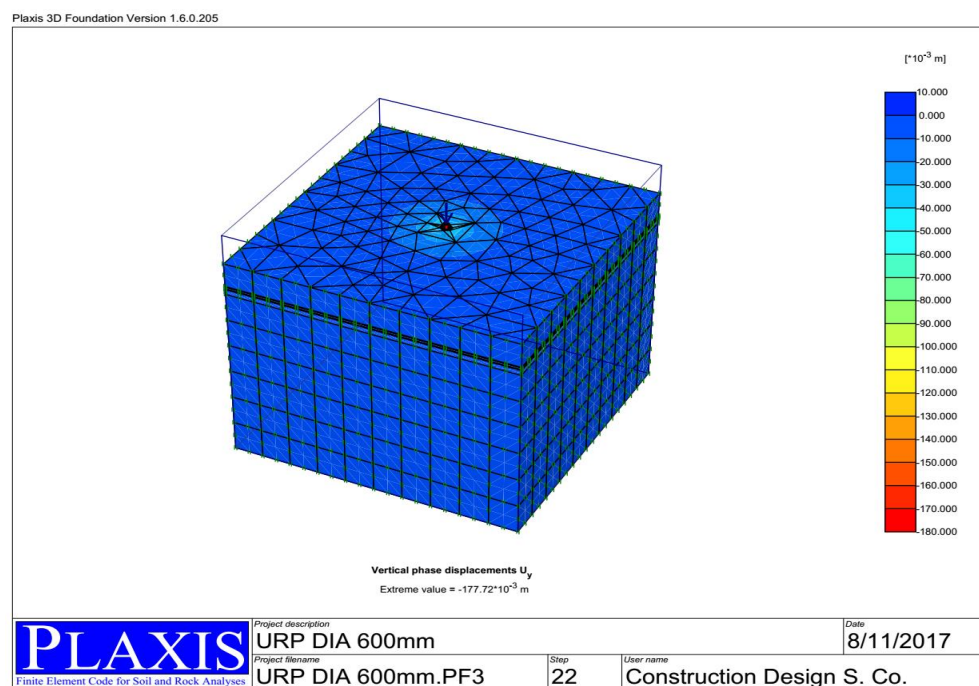 Plaxis 3D Foundation Version 1.6.0.205
[*10-3 m]
10.000
0.000
-10.000
-20.000
-30.000
-40.000
-50.000
-60.000
-70.000
-80.000
-90.000
-100.000
-110.000
-120.000
-130.000
-140.000
-150.000
-160.000
-170.000
-180.000
Vertical phase displacements Uy
Extreme value = -177.72*10-3 m
PLAXIS
Finite Element Code for Soil and Rock Analyses
Project description
URP DIA 600mm
Date
8/11/2017
Project filename
URP DIA 600mm.PF3
Step
22
User name
Construction Design S. Co.